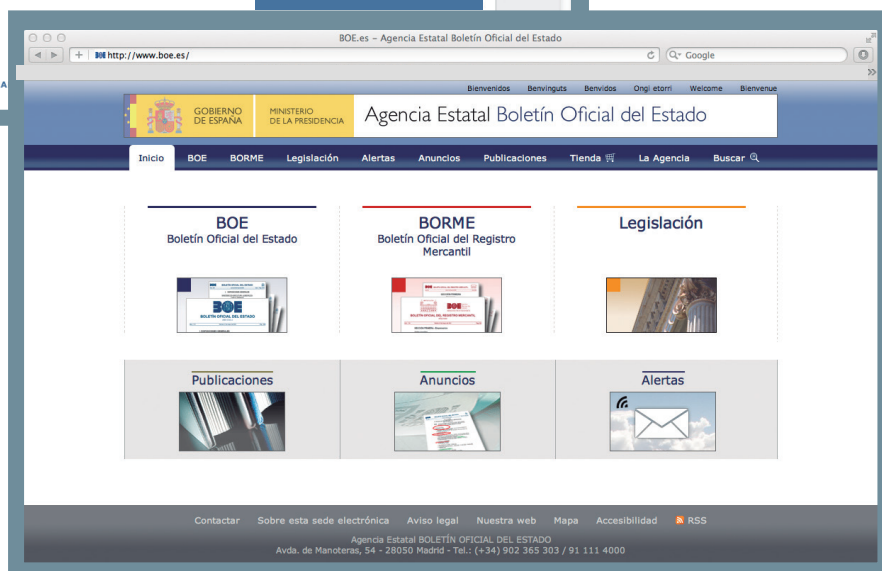 A
BOE.es – Agencia Estatal Boletín Oficial del Estado
http://www.boe.es/
Google
Bienvenidos Benvinguts Benvidos Ongi etorri Welcome Bienvenue
GOBIERNO DE ESPAÑA
MINISTERIO DE LA PRESIDENCIA
Agencia Estatal Boletín Oficial del Estado
Inicio BOE BORME Legislación Alertas Anuncios Publicaciones Tienda La Agencia Buscar
BOE
Boletín Oficial del Estado
BORME
Boletín Oficial del Registro
Mercantil
Legislación
BOE
BOLETÍN OFICIAL DEL ESTADO
BOE
BOLETÍN OFICIAL DEL REGISTRO MERCANTIL
Publicaciones Anuncios Alertas
Contactar Sobre esta sede electrónica Aviso legal Nuestra web Mapa Accesibilidad RSS
Agencia Estatal BOLETÍN OFICIAL DEL ESTADO
Avda. de Manoteras, 54 - 28050 Madrid - Tel.: (+34) 902 365 303 / 91 111 4000